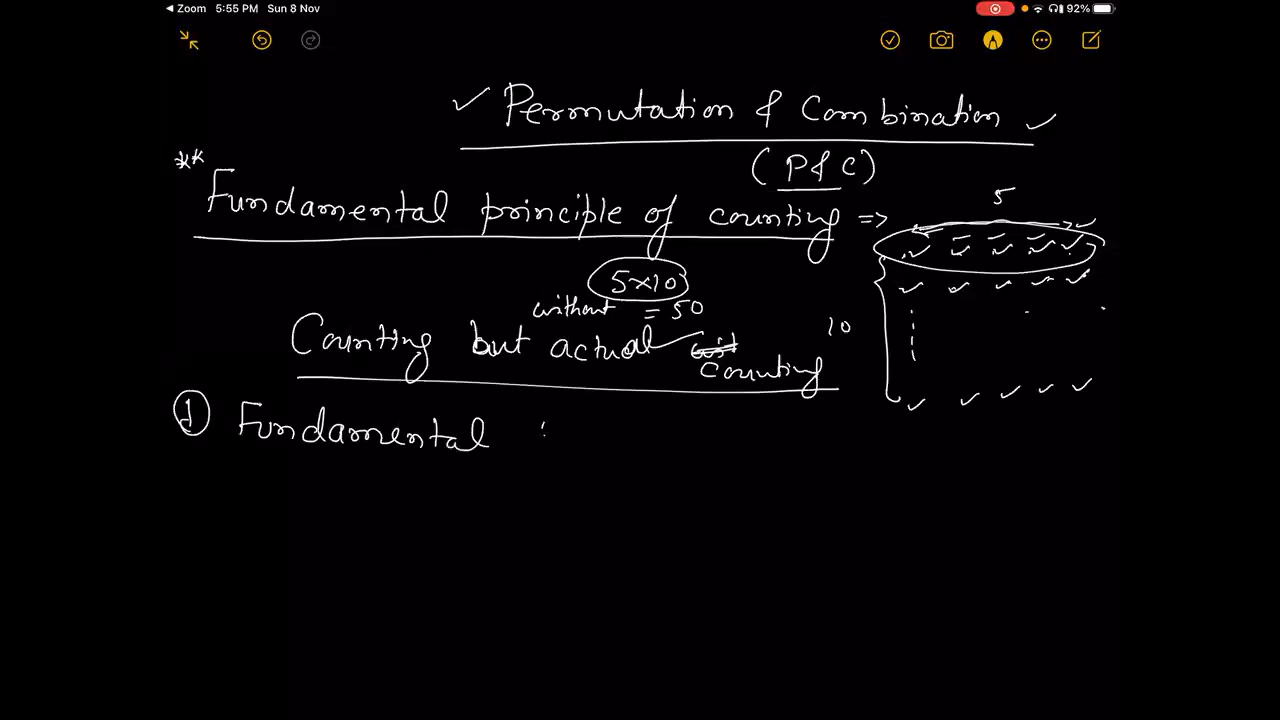 Zoom 5:55 PM Sun 8 Nov 92%
✓ Permutation & Combination ✓
(P & C)
** Fundamental principle of counting =>
5
5×10
without = 50
Counting but actual counting
10
① Fundamental